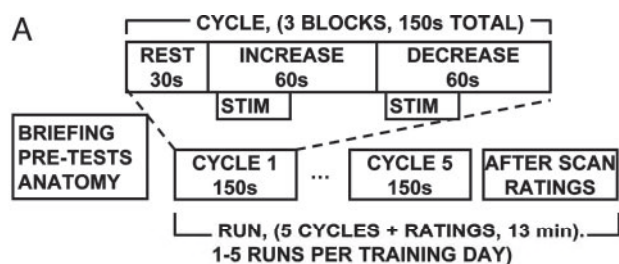 A
CYCLE, (3 BLOCKS, 150s TOTAL)
REST INCREASE DECREASE
30s 60s 60s
STIM STIM
BRIEFING
PRE-TESTS
ANATOMY
CYCLE 1 ... CYCLE 5 AFTER SCAN
150s 150s RATINGS
RUN, (5 CYCLES + RATINGS, 13 min).
1-5 RUNS PER TRAINING DAY)